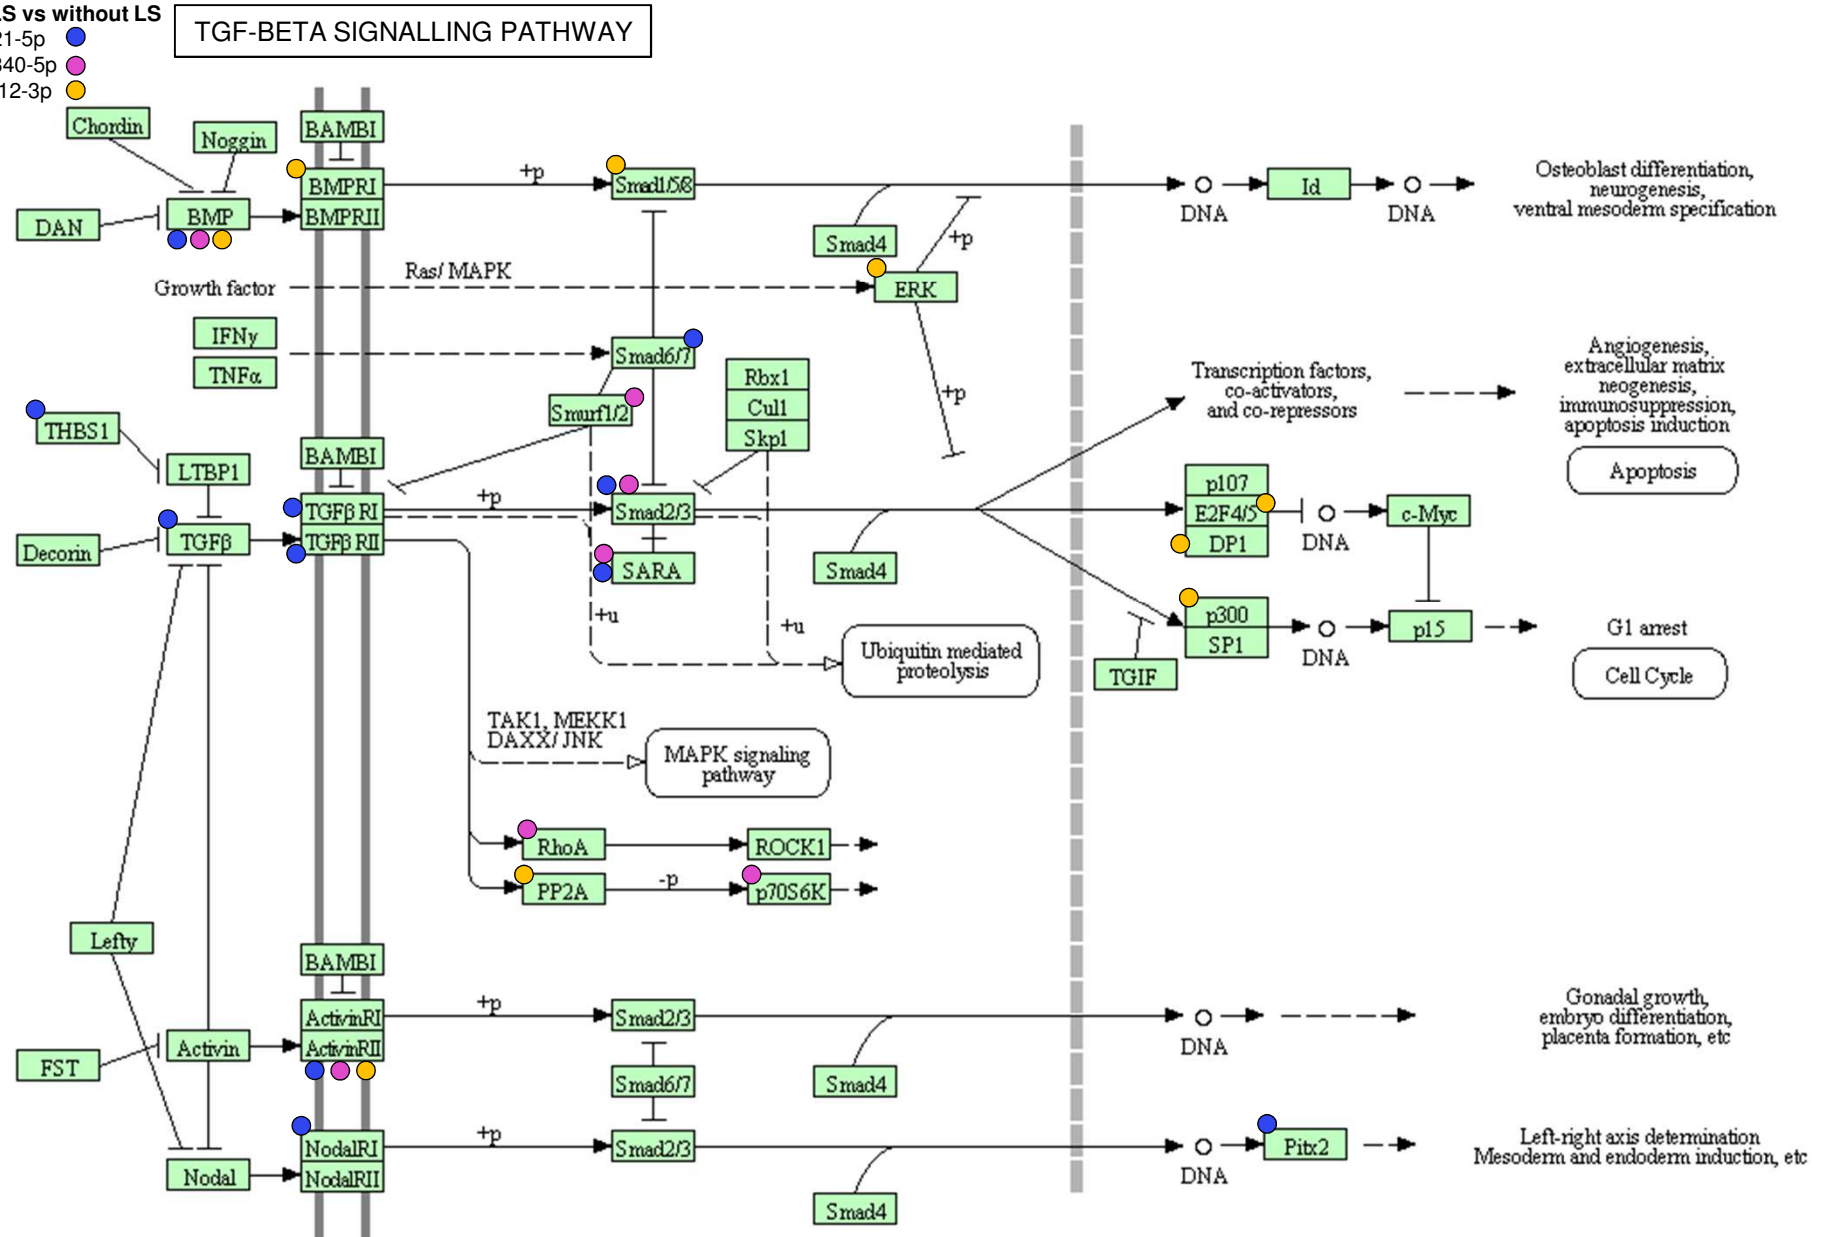 LS vs without LS
21-5p
340-5p
12-3p
TGF-BETA SIGNALLING PATHWAY
Chordin
Noggin
BAMBI
BMPRI
BMPRII
DAN
BMP
+p
Smad1/5/8
Smad4
+p
DNA
Id
DNA
Osteoblast differentiation,
neurogenesis,
ventral mesoderm specification
Growth factor
Ras/ MAPK
ERK
IFNγ
TNFα
Smad6/7
Smurf1/2
Rbx1
Cul1
Skp1
+p
Transcription factors,
co-activators,
and co-repressors
Angiogenesis,
extracellular matrix
neogenesis,
immunosuppression,
apoptosis induction
Apoptosis
THBS1
LTBP1
BAMBI
Decorin
TGFβ
TGFβ RI
TGFβ RII
+p
Smad2/3
SARA
Smad4
p107
E2F4/5
DP1
DNA
c-Myc
+u
+u
Ubiquitin mediated
proteolysis
TGIF
p300
SP1
DNA
p15
G1 arrest
Cell Cycle
TAK1, MEKK1
DAXX/ JNK
MAPK signaling
pathway
RhoA
ROCK1
PP2A
-p
p70S6K
Lefty
BAMBI
FST
Activin
ActivinRI
ActivinRII
+p
Smad2/3
Smad6/7
Smad4
DNA
Gonadal growth,
embryo differentiation,
placenta formation, etc
Nodal
NodalRI
NodalRII
+p
Smad2/3
Smad4
DNA
Pitx2
Left-right axis determination
Mesoderm and endoderm induction, etc